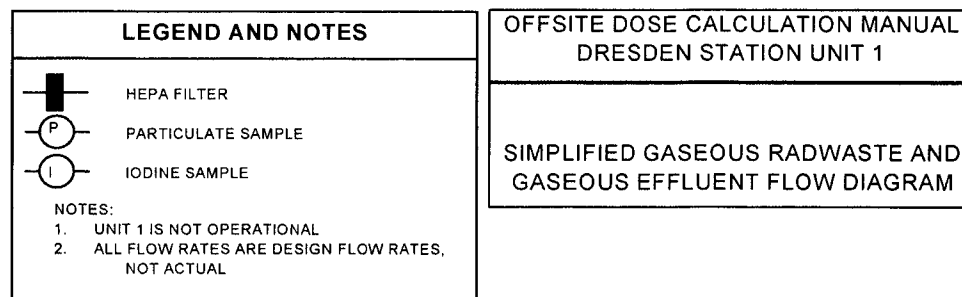 LEGEND AND NOTES
HEPA FILTER
P
PARTICULATE SAMPLE
I
IODINE SAMPLE
NOTES:
1. UNIT 1 IS NOT OPERATIONAL
2. ALL FLOW RATES ARE DESIGN FLOW RATES,
NOT ACTUAL
OFFSITE DOSE CALCULATION MANUAL
DRESDEN STATION UNIT 1
SIMPLIFIED GASEOUS RADWASTE AND
GASEOUS EFFLUENT FLOW DIAGRAM